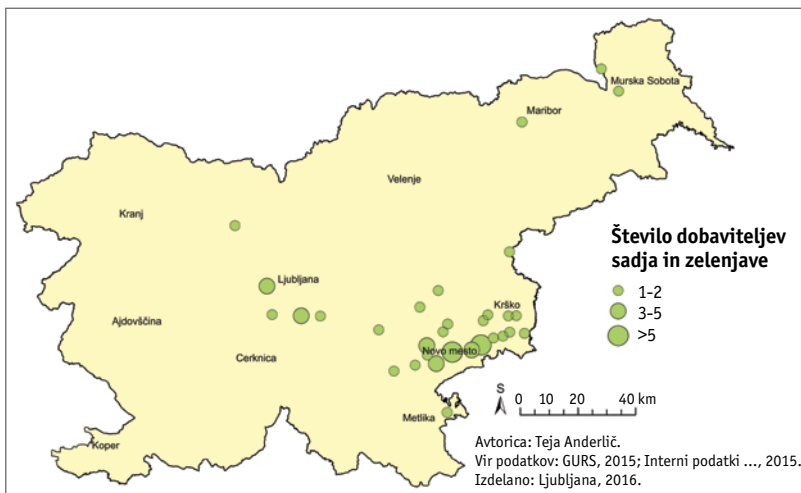 Murska Sobota
Maribor
Velenje
Kranj
Število dobaviteljev
sadja in zelenjave
1-2
3-5
>5
Ljubljana
Krško
Ajdovščina
Novo mesto
Cerknica
S
0 10 20 40 km
Metlika
Koper
Avtorica: Teja Anderlič.
Vir podatkov: GURS, 2015; Interni podatki ..., 2015.
Izdelano: Ljubljana, 2016.